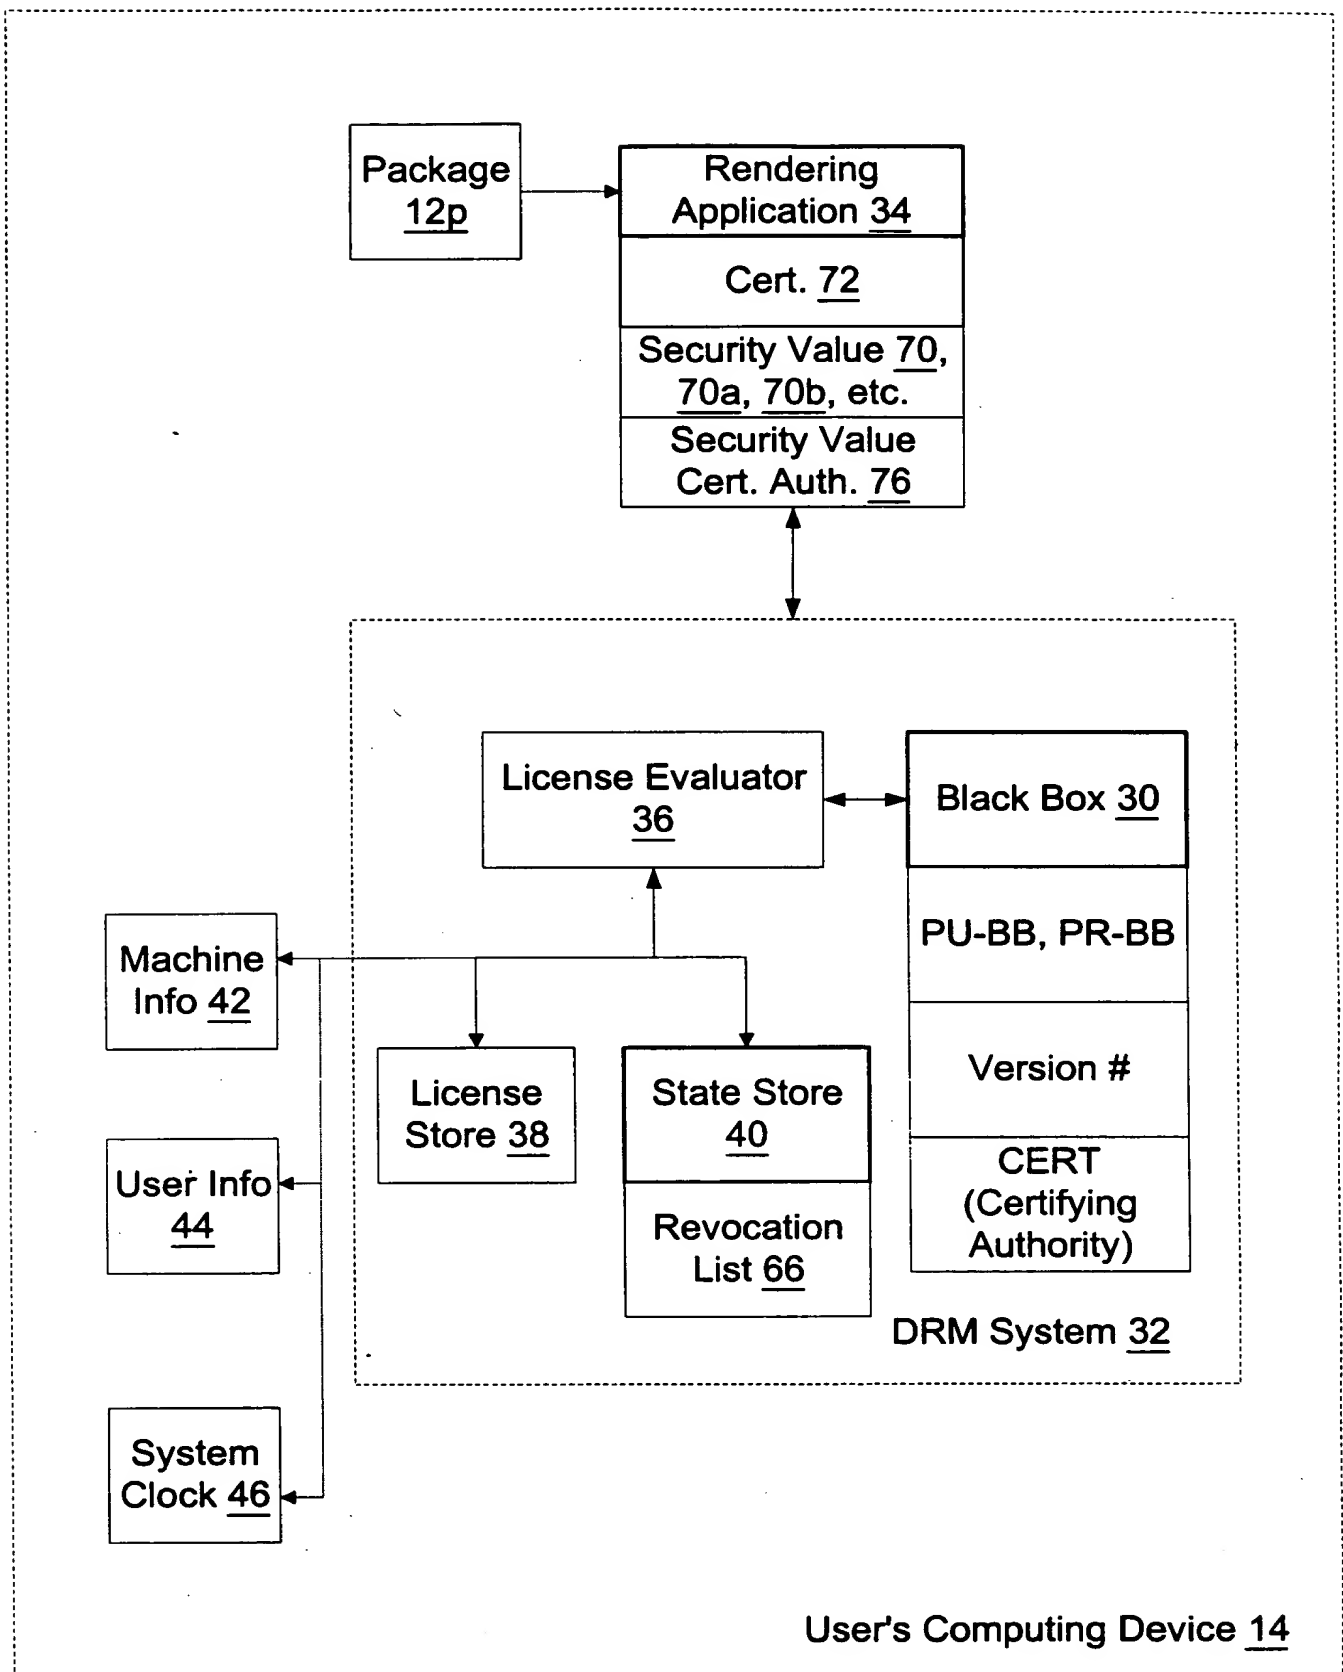 Package
12p
Rendering
Application 34
Cert. 72
Security Value 70,
70a, 70b, etc.
Security Value
Cert. Auth. 76
License Evaluator
36
Black Box 30
PU-BB, PR-BB
Version #
CERT
(Certifying
Authority)
Machine
Info 42
License
Store 38
State Store
40
Revocation
List 66
User Info
44
DRM System 32
System
Clock 46
User's Computing Device 14